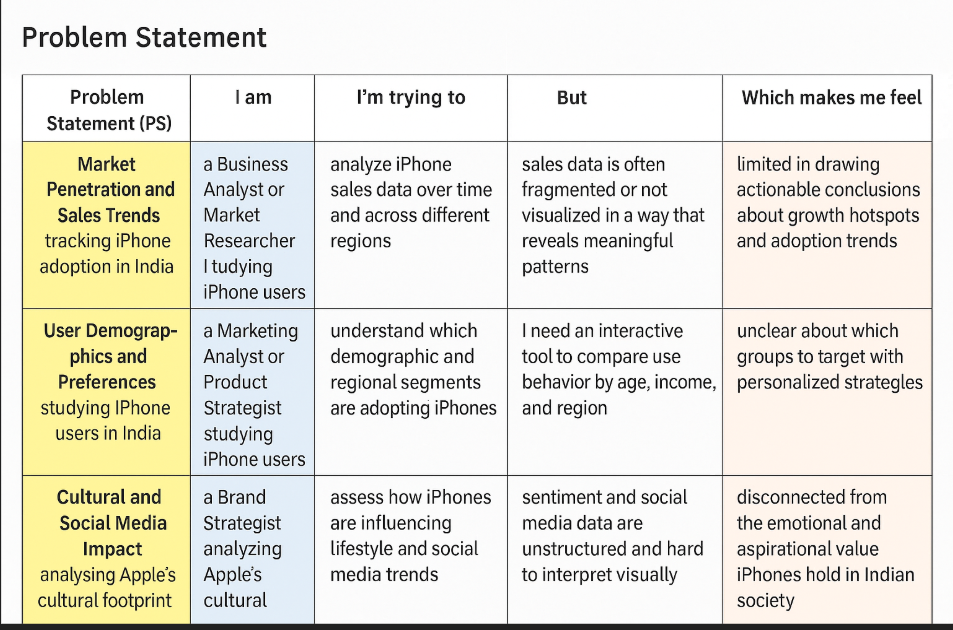 Problem Statement
Problem
Statement (PS)
I am
I'm trying to
But
Which makes me feel
Market
Penetration and
Sales Trends
tracking iPhone
adoption in India
a Business
Analyst or
Market
Researcher
I tudying
iPhone users
analyze iPhone
sales data over time
and across different
regions
sales data is often
fragmented or not
visualized in a way that
reveals meaningful
patterns
limited in drawing
actionable conclusions
about growth hotspots
and adoption trends
User Demograp-
phics and
Preferences
studying IPhone
users in India
a Marketing
Analyst or
Product
Strategist
studying
iPhone users
understand which
demographic and
regional segments
are adopting iPhones
I need an interactive
tool to compare use
behavior by age, income,
and region
unclear about which
groups to target with
personalized strategles
Cultural and
Social Media
Impact
analysing Apple's
cultural footprint
a Brand
Strategist
analyzing
Apple's
cultural
assess how iPhones
are influencing
lifestyle and social
media trends
sentiment and social
media data are
unstructured and hard
to interpret visually
disconnected from
the emotional and
aspirational value
iPhones hold in Indian
society